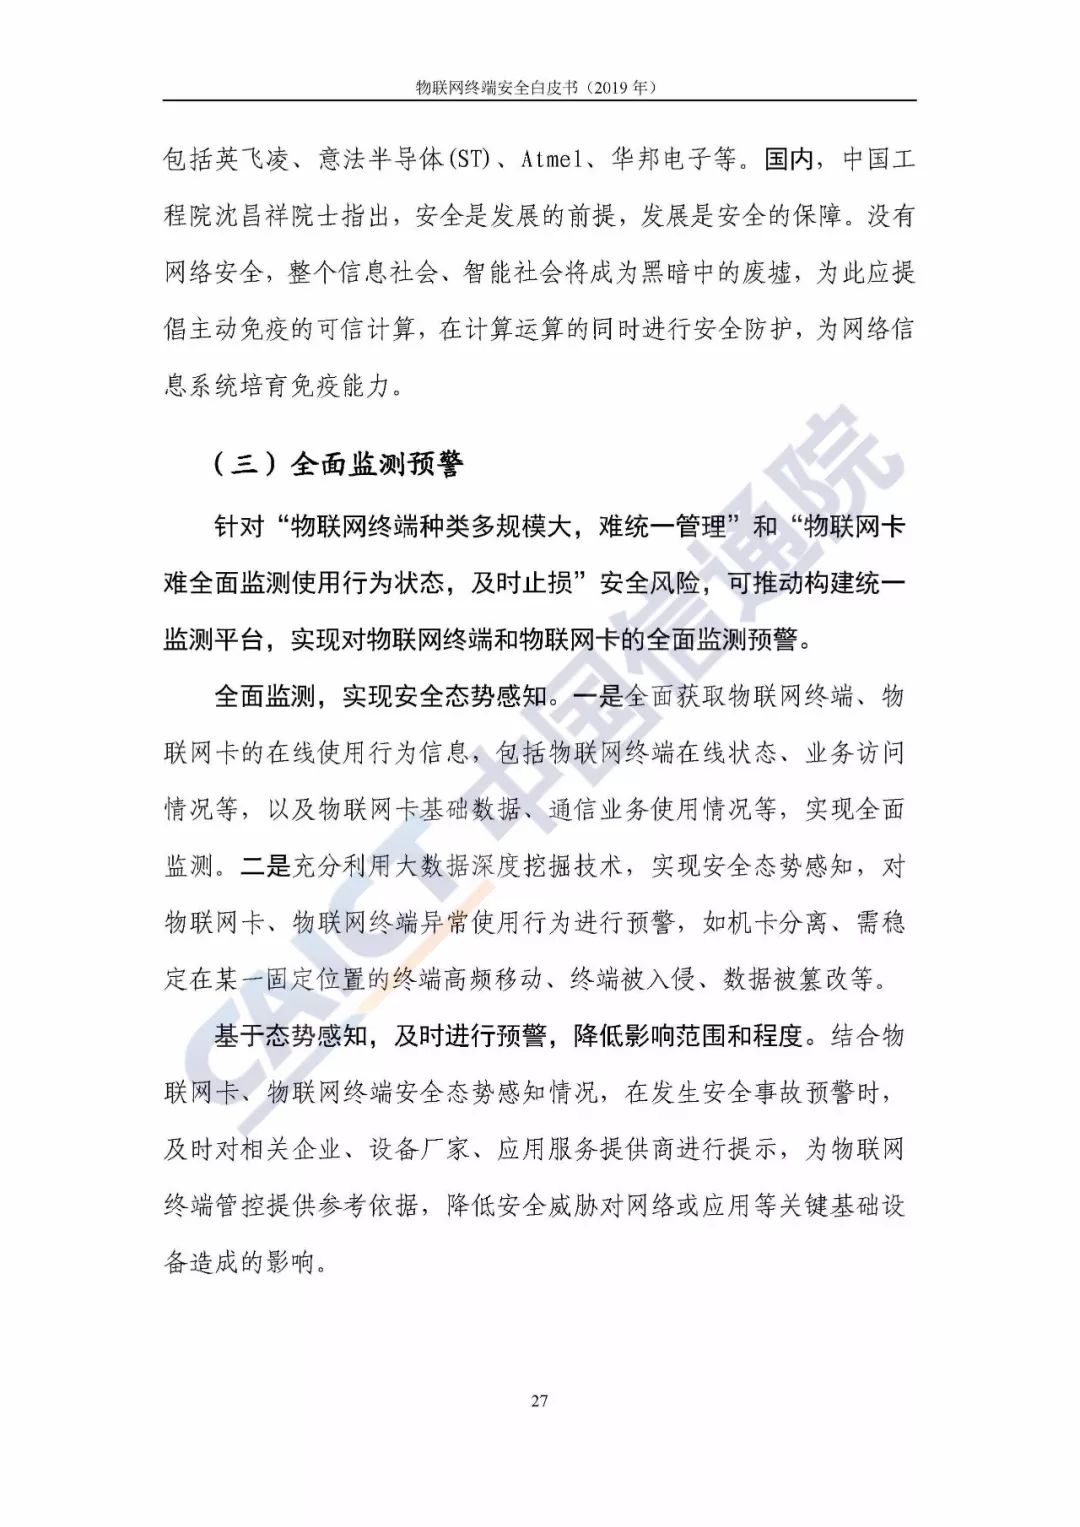 物联网终端安全白皮书（2019 年）
包括英飞凌、意法半导体(ST)、Atmel、华邦电子等。国内，中国工
程院沈昌祥院士指出，安全是发展的前提，发展是安全的保障。没有
网络安全，整个信息社会、智能社会将成为黑暗中的废墟，为此应提
倡主动免疫的可信计算，在计算运算的同时进行安全防护，为网络信
息系统培育免疫能力。
（三）全面监测预警
针对“物联网终端种类多规模大，难统一管理”和“物联网卡
难全面监测使用行为状态，及时止损”安全风险，可推动构建统一
监测平台，实现对物联网终端和物联网卡的全面监测预警。
全面监测，实现安全态势感知。一是全面获取物联网终端、物
联网卡的在线使用行为信息，包括物联网终端在线状态、业务访问
情况等，以及物联网卡基础数据、通信业务使用情况等，实现全面
监测。二是充分利用大数据深度挖掘技术，实现安全态势感知，对
物联网卡、物联网终端异常使用行为进行预警，如机卡分离、需稳
定在某一固定位置的终端高频移动、终端被入侵、数据被篡改等。
基于态势感知，及时进行预警，降低影响范围和程度。结合物
联网卡、物联网终端安全态势感知情况，在发生安全事故预警时，
及时对相关企业、设备厂家、应用服务提供商进行提示，为物联网
终端管控提供参考依据，降低安全威胁对网络或应用等关键基础设
备造成的影响。
CAICT 中国信通院
27